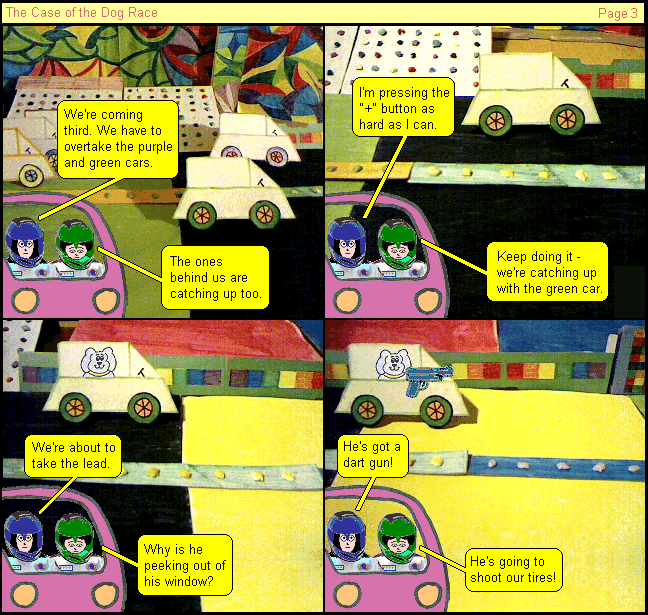 The Case of the Dog Race
Page 3
We're coming
third. We have to
overtake the purple
and green cars.
The ones
behind us are
catching up too.
I'm pressing the
"+" button as
hard as I can.
Keep doing it -
we're catching up
with the green car.
We're about to
take the lead.
Why is he
peeking out of
his window?
He's got a
dart gun!
He's going to
shoot our tires!